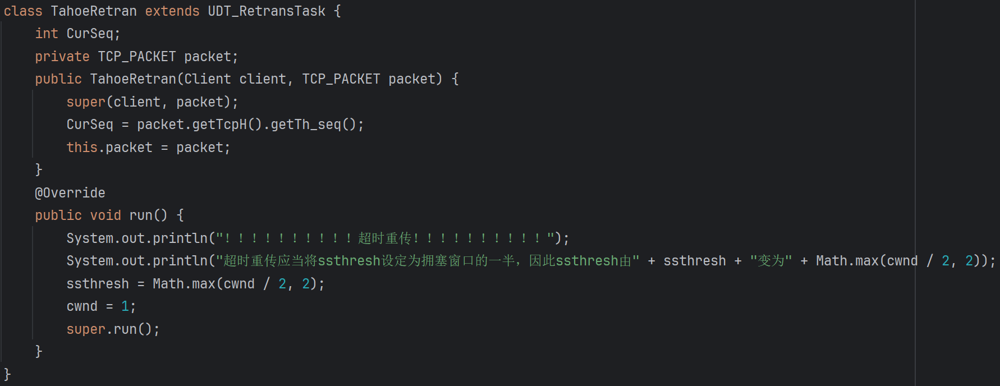 class TahoeRetran extends UDT_RetransTask {
    int CurSeq;
    private TCP_PACKET packet;
    public TahoeRetran(Client client, TCP_PACKET packet) {
        super(client, packet);
        CurSeq = packet.getTcpH().getTh_seq();
        this.packet = packet;
    }
    @Override
    public void run() {
        System.out.println("！！！！！！！！！！超时重传！！！！！！！！！！");
        System.out.println("超时重传应当将ssthresh设定为拥塞窗口的一半，因此ssthresh由" + ssthresh + "变为" + Math.max(cwnd / 2, 2));
        ssthresh = Math.max(cwnd / 2, 2);
        cwnd = 1;
        super.run();
    }
}